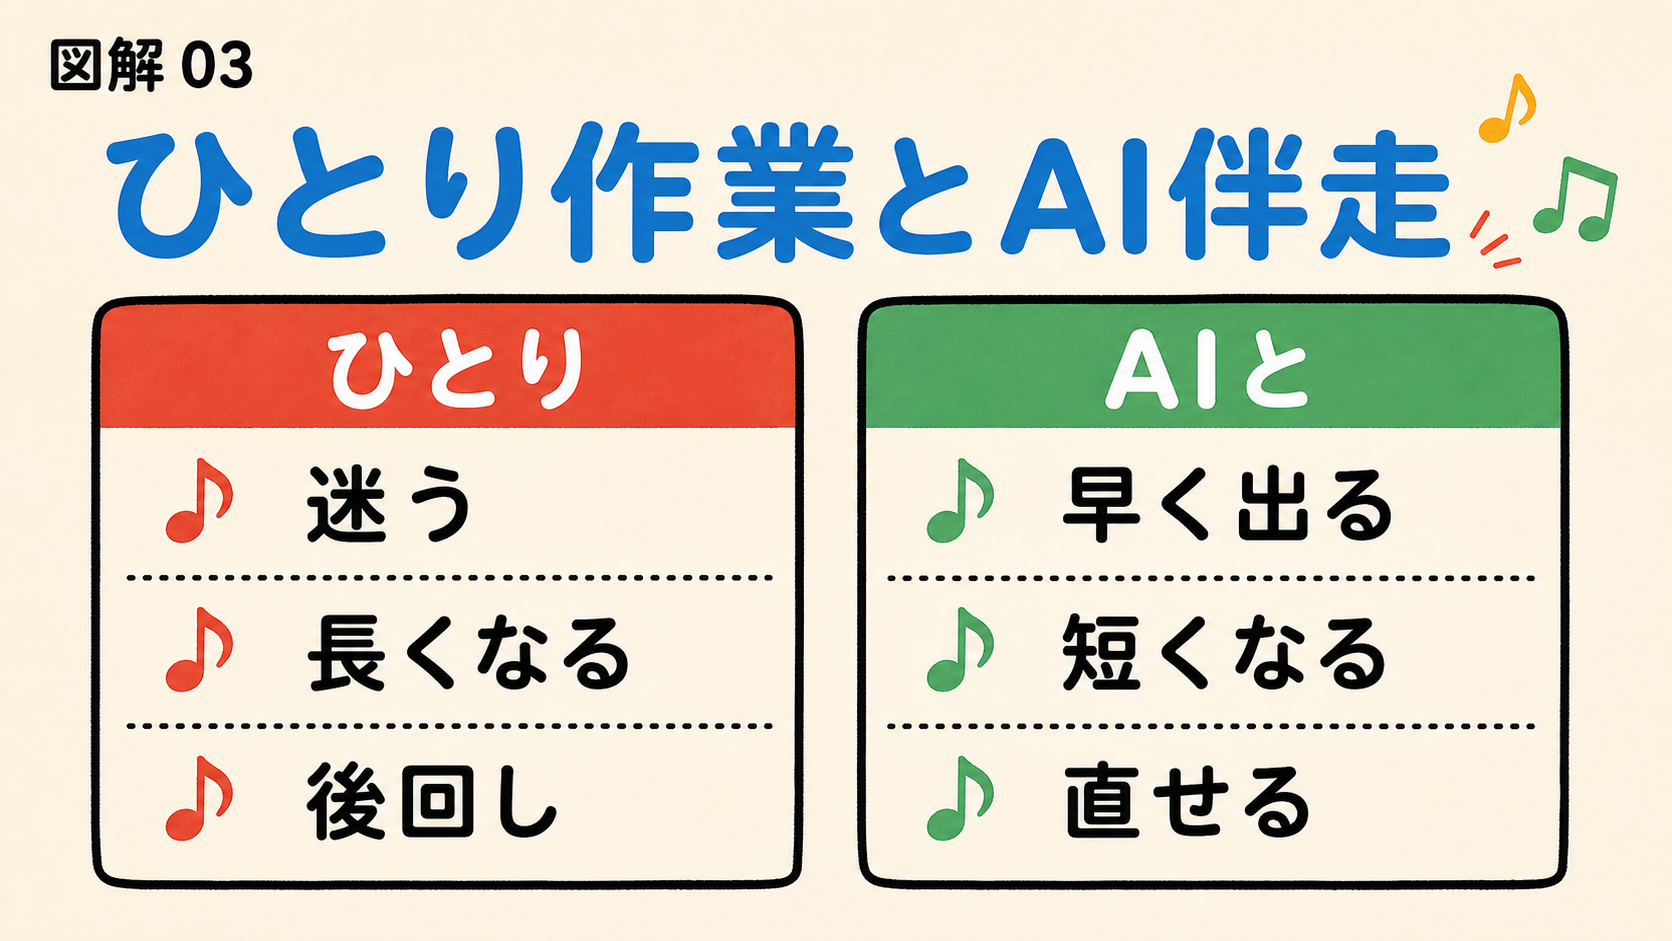 図解 03
ひとり作業とAI伴走
ひとり
迷う
長くなる
後回し
AIと
早く出る
短くなる
直せる